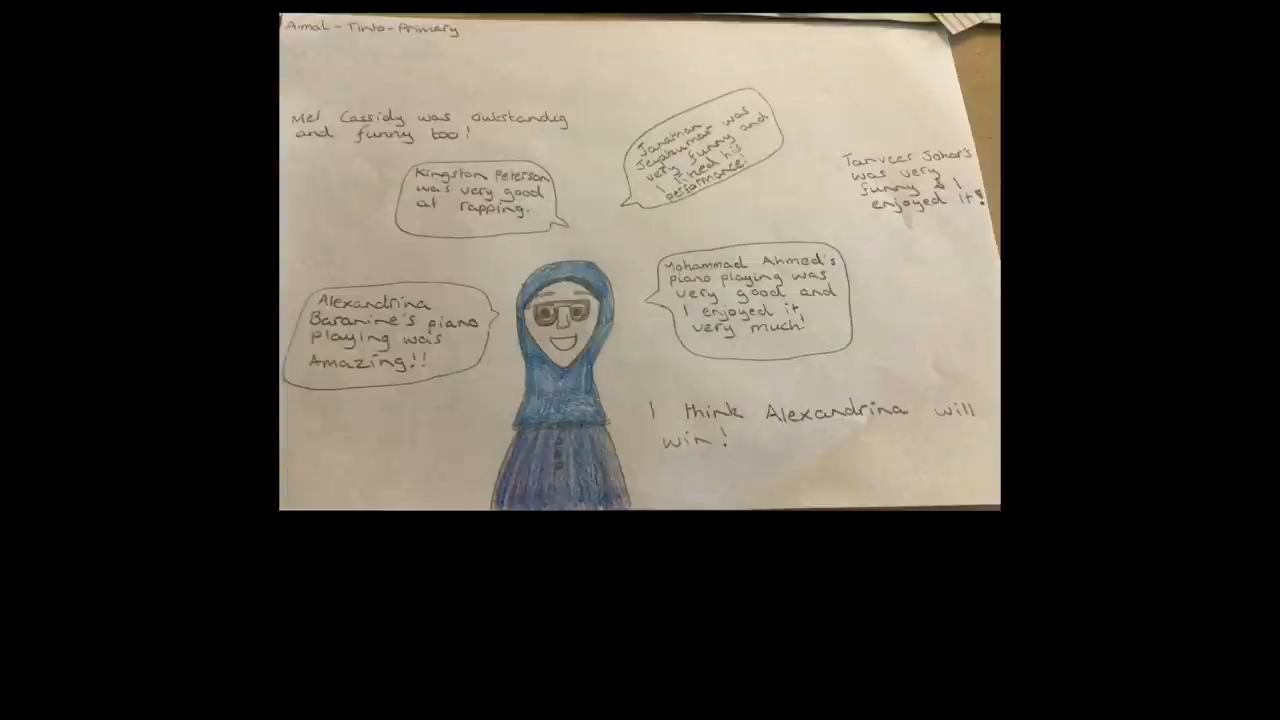 Amal-Tinto-Primary
Mel Cassidy was outstandig
and funny too!
Kingston Peterson
was very good
at rapping.
Janathan
Jeyakumar was
very funny and
I liked his
performance!
Tanveer Johar's
was very
funny & I
enjoyed it!
Alexandrina
Baranine's piano
playing was
Amazing!!
Mohammad Ahmed's
piano playing was
very good and
I enjoyed it
very much!
I think Alexandrina will
win!